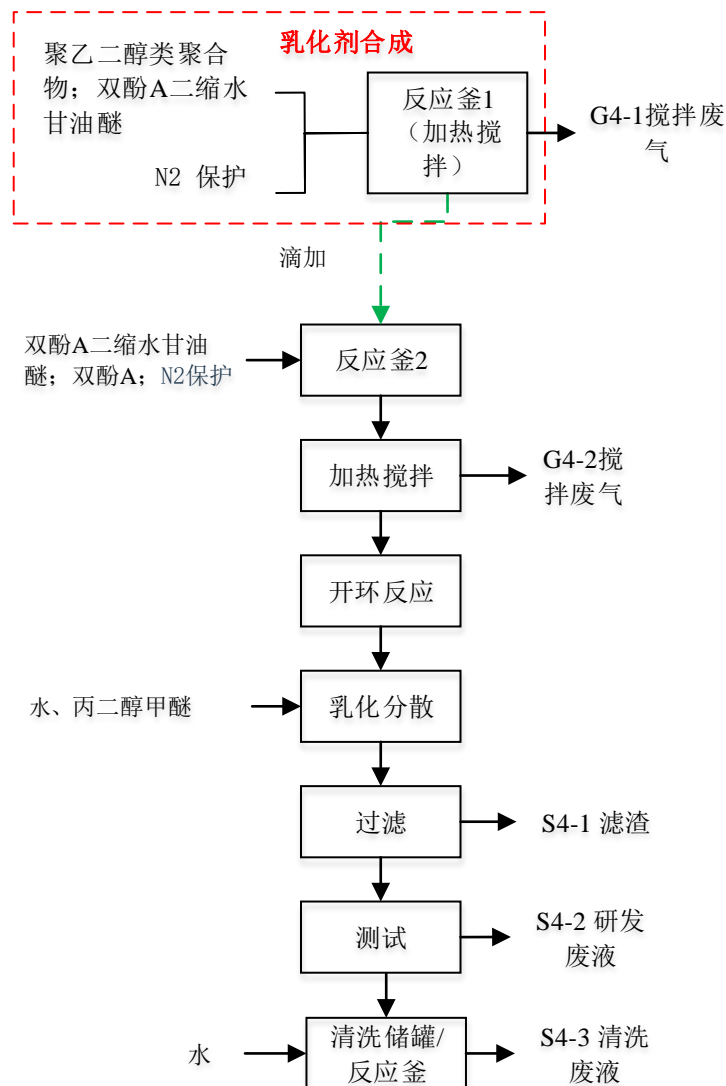 乳化剂合成
聚乙二醇类聚合
物；双酚A二缩水
甘油醚
N2 保护
反应釜1
（加热搅
拌）
G4-1搅拌废
气
滴加
双酚A二缩水甘油
醚；双酚A；N2保护
反应釜2
加热搅拌
G4-2搅
拌废气
开环反应
水、丙二醇甲醚
乳化分散
过滤
S4-1 滤渣
测试
S4-2 研发
废液
水
清洗储罐/
反应釜
S4-3 清洗
废液